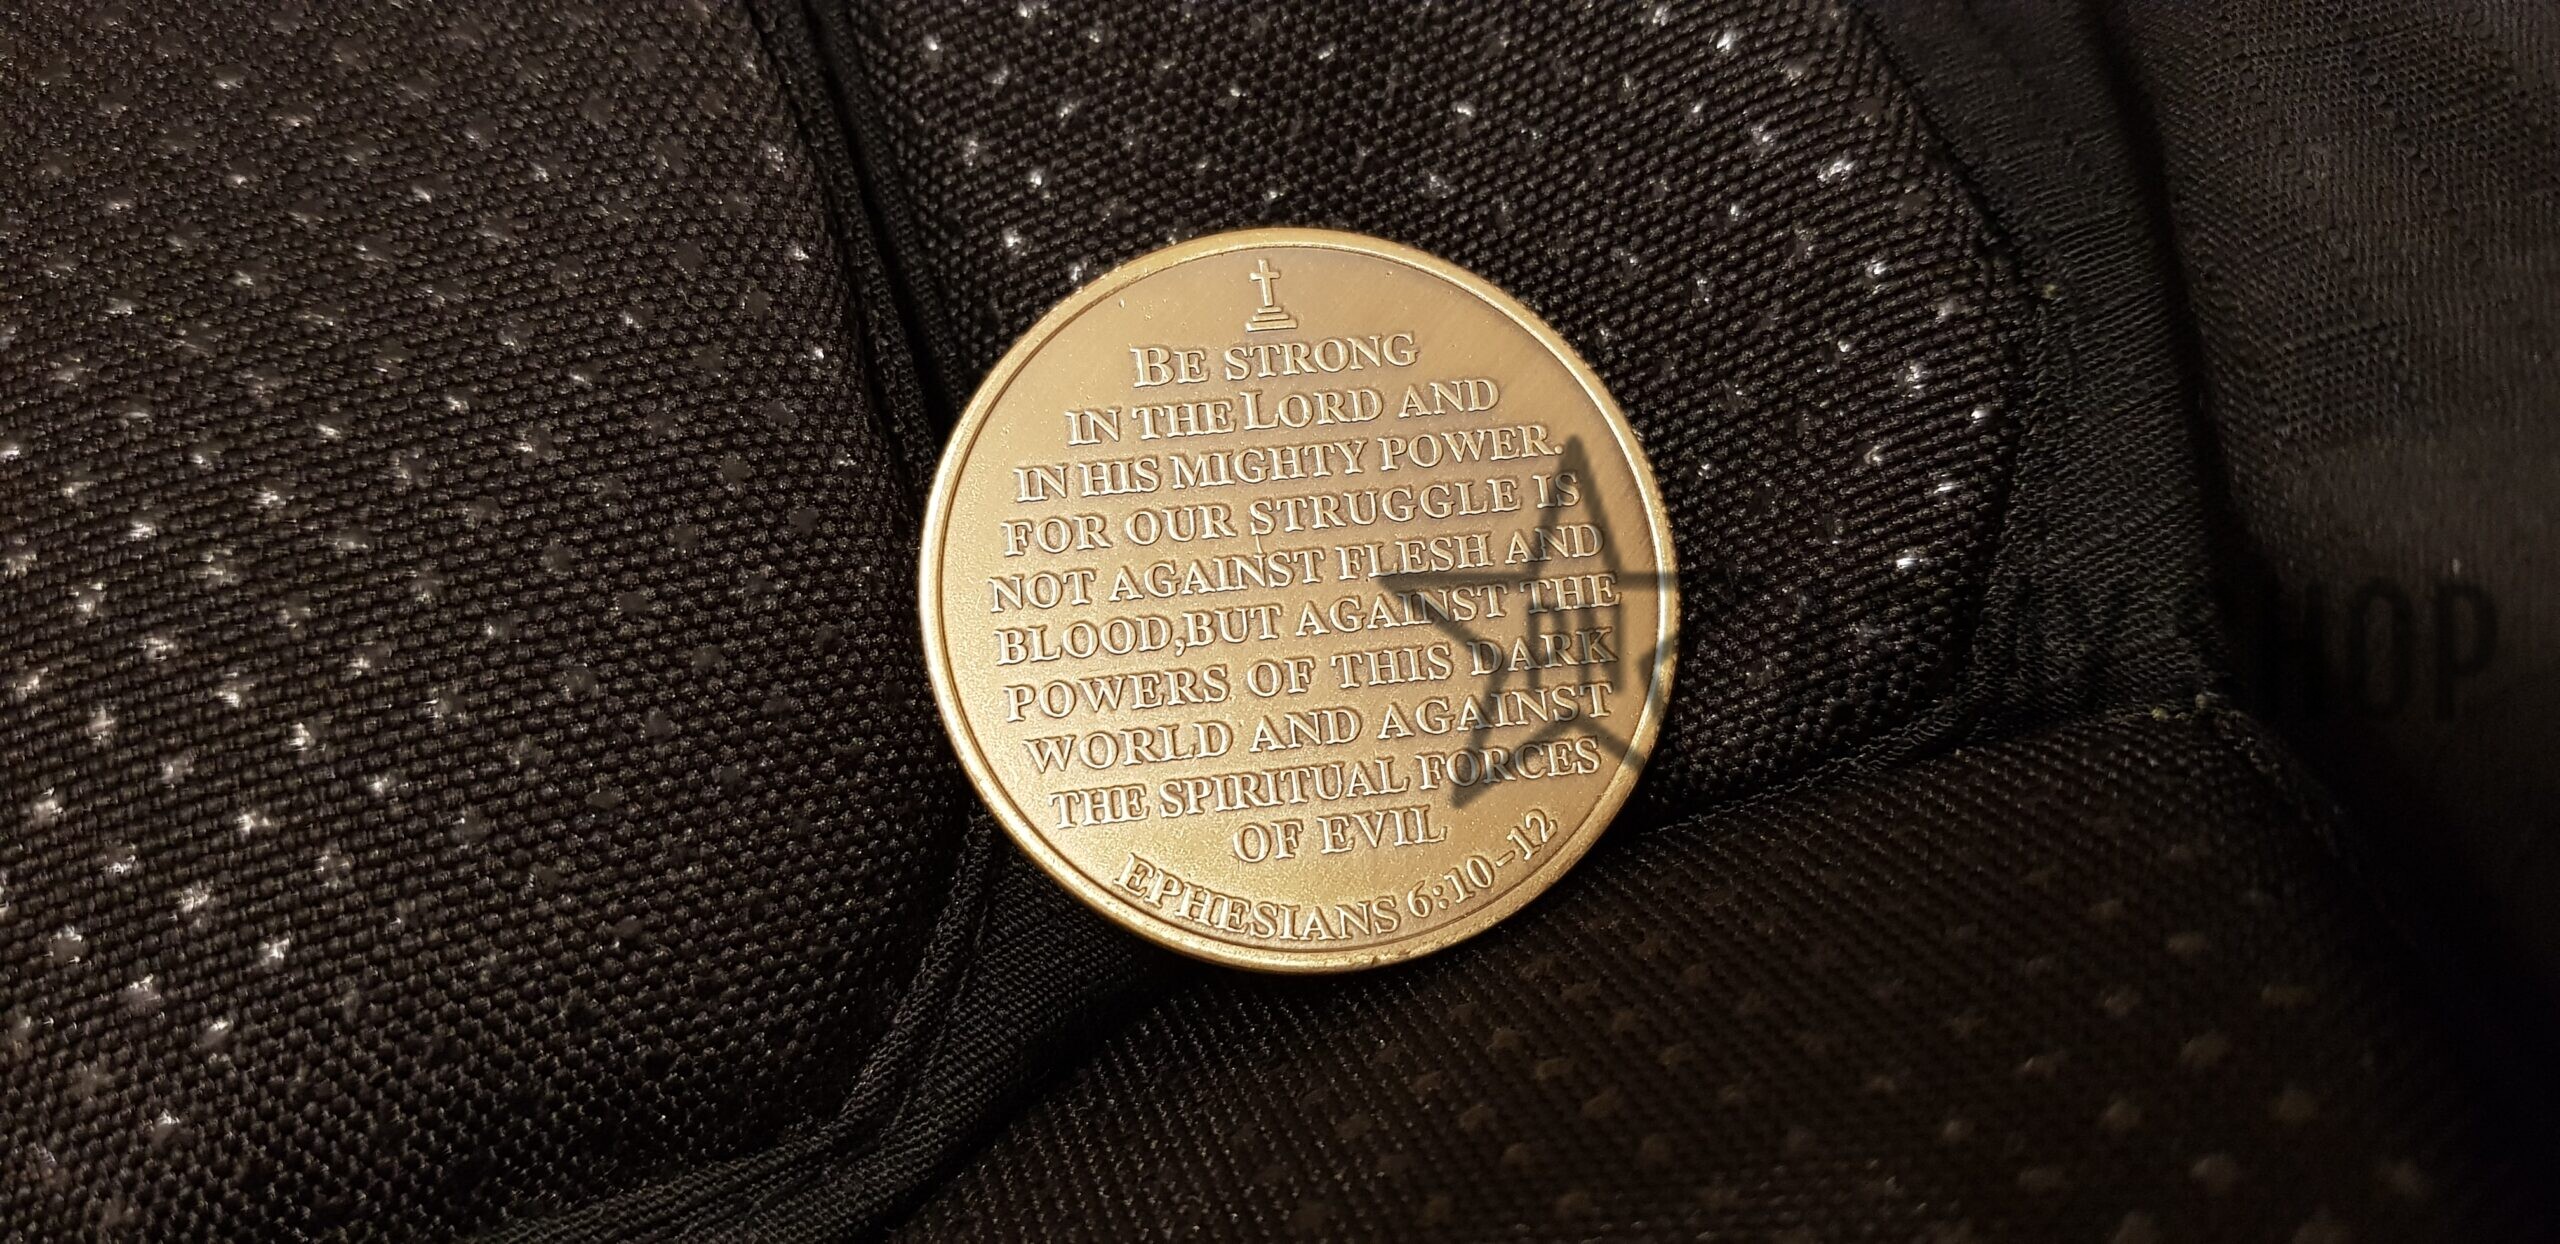 BE STRONG
IN THE LORD AND
IN HIS MIGHTY POWER.
FOR OUR STRUGGLE IS
NOT AGAINST FLESH AND
BLOOD,BUT AGAINST THE
POWERS OF THIS DARK
WORLD AND AGAINST
THE SPIRITUAL FORCES
OF EVIL
EPHESIANS 6:10-12